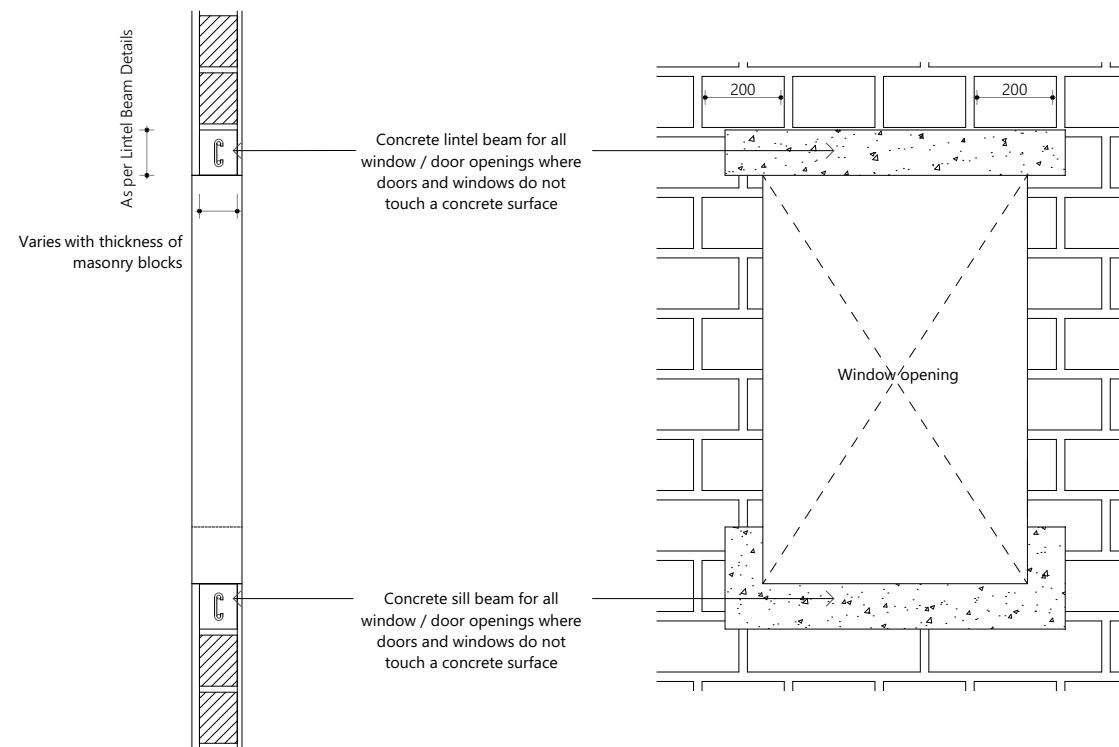 As per Lintel Beam Details
200
200
Concrete lintel beam for all
window / door openings where
doors and windows do not
touch a concrete surface
Varies with thickness of
masonry blocks
Window opening
Concrete sill beam for all
window / door openings where
doors and windows do not
touch a concrete surface